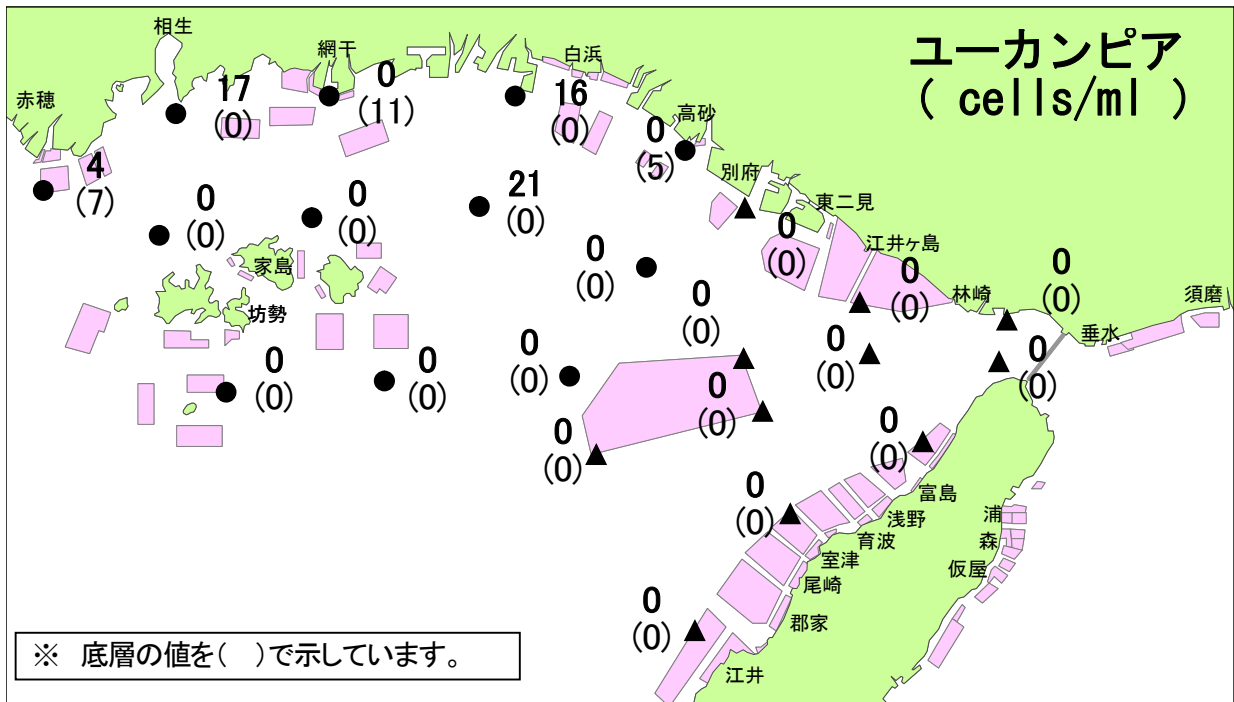 ユーカンピア
( cells/ml )
相生
網干
白浜
赤穂
高砂
別府
東二見
江井ヶ島
林崎
垂水
須磨
家島
坊勢
17
(0)
0
(11)
16
(0)
0
(5)
4
(7)
0
(0)
0
(0)
21
(0)
0
(0)
0
(0)
0
(0)
0
(0)
0
(0)
0
(0)
0
(0)
0
(0)
0
(0)
0
(0)
0
(0)
0
(0)
0
(0)
0
(0)
0
(0)
富島
浅野
育波
室津
尾崎
郡家
江井
浦
森
仮屋
※ 底層の値を( )で示しています。